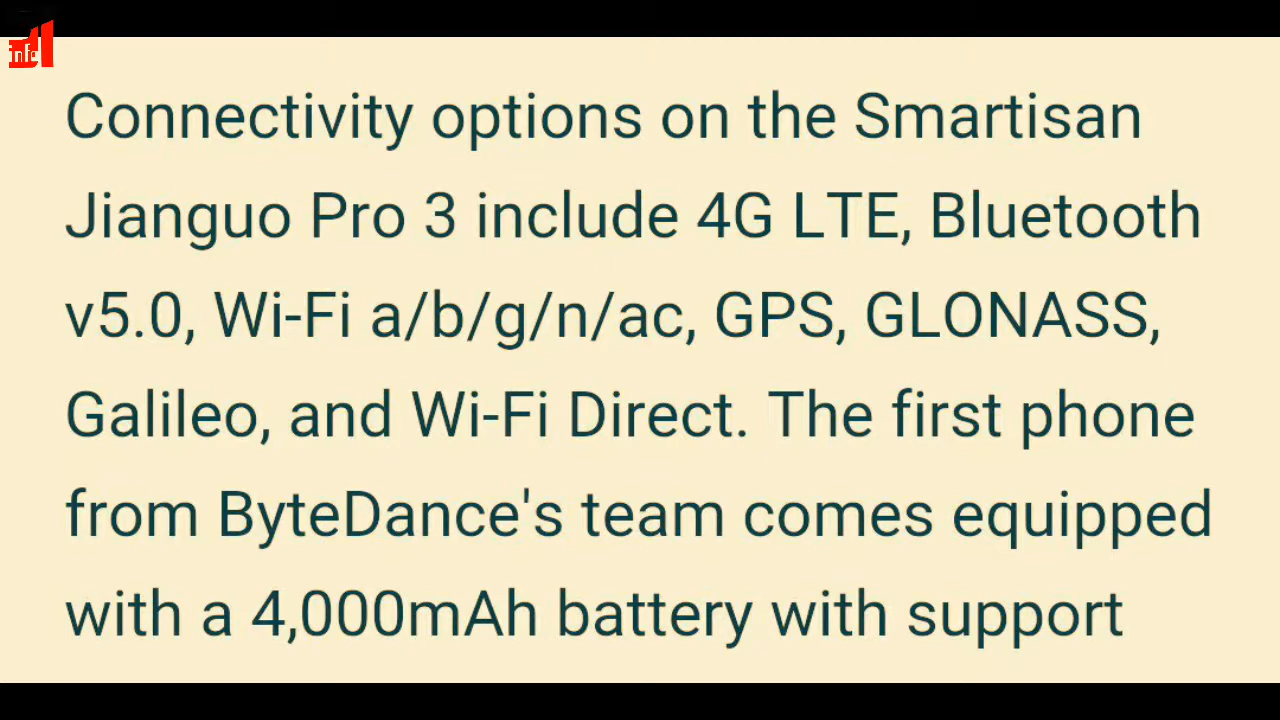 info
Connectivity options on the Smartisan
Jianguo Pro 3 include 4G LTE, Bluetooth
v5.0, Wi-Fi a/b/g/n/ac, GPS, GLONASS,
Galileo, and Wi-Fi Direct. The first phone
from ByteDance's team comes equipped
with a 4,000mAh battery with support